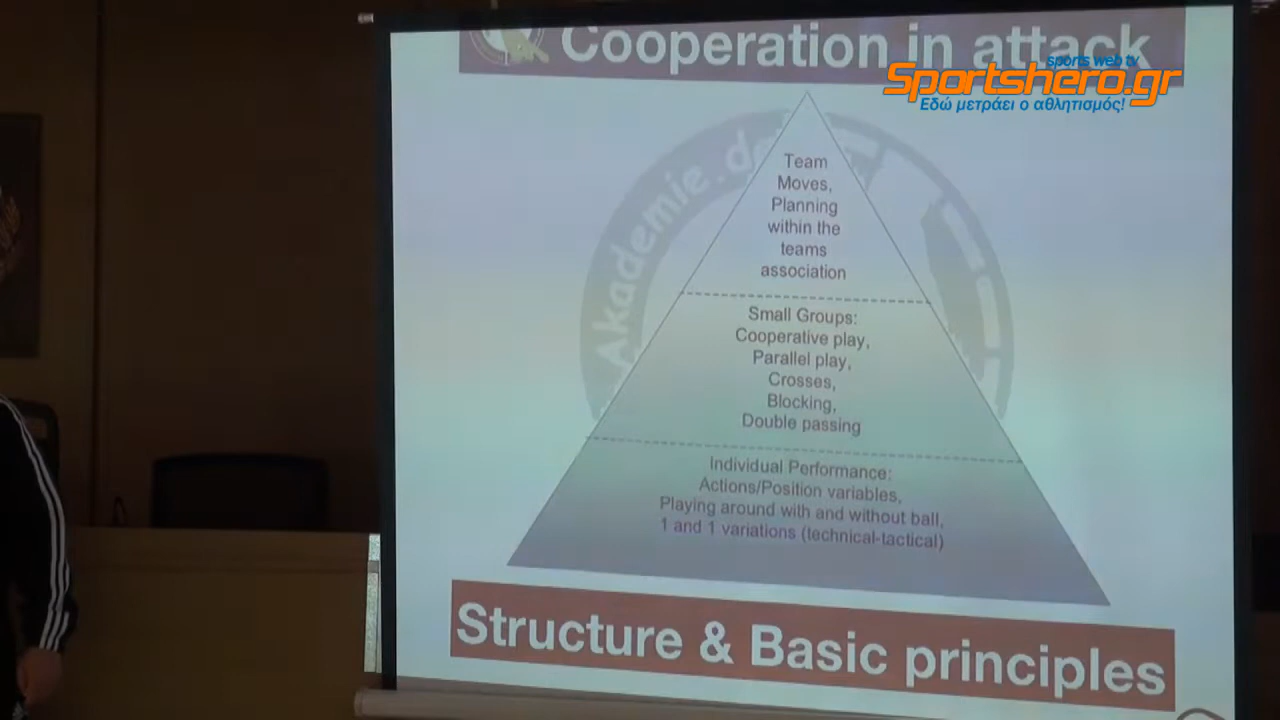 Cooperation in attack
sports web tv
Sportshero.gr
Εδώ μετράει ο αθλητισμός!
Akademie.d
Team
Moves,
Planning
within the
teams
association
Small Groups:
Cooperative play,
Parallel play,
Crosses,
Blocking,
Double passing
Individual Performance:
Actions/Position variables,
Playing around with and without ball,
1 and 1 variations (technical-tactical)
Structure & Basic principles